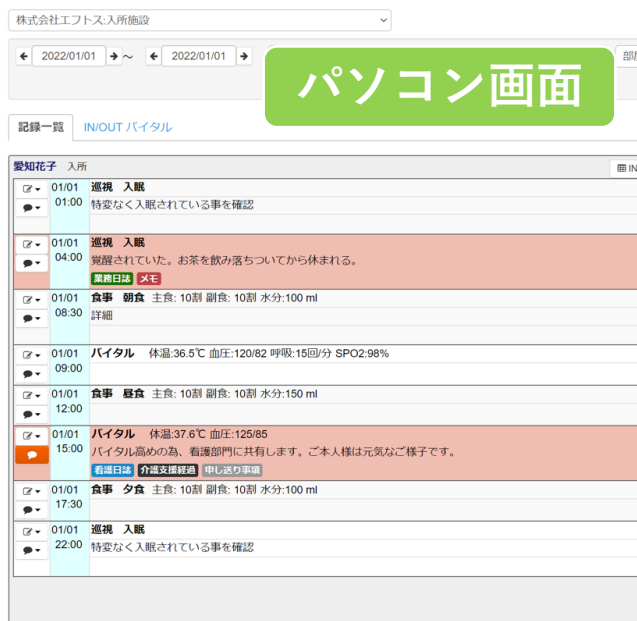 株式会社エフトス:入所施設
2022/01/01 ～ 2022/01/01
パソコン画面
記録一覧 IN/OUT バイタル
愛知花子 入所 IN
01/01 巡視 入眠
01:00 特変なく入眠されている事を確認
01/01 巡視 入眠
04:00 覚醒されていた。お茶を飲み落ちついてから休まれる。
業務日誌 メモ
01/01 食事 朝食 主食: 10割 副食: 10割 水分:100 ml
08:30 詳細
01/01 バイタル 体温:36.5℃ 血圧:120/82 呼吸:15回/分 SPO2:98%
09:00
01/01 食事 昼食 主食: 10割 副食: 10割 水分:150 ml
12:00
01/01 バイタル 体温:37.6℃ 血圧:125/85
15:00 バイタル高めの為、看護部門に共有します。ご本人様は元気なご様子です。
看護日誌 介護支援経過 申し送り事項
01/01 食事 夕食 主食: 10割 副食: 10割 水分:100 ml
17:30
01/01 巡視 入眠
22:00 特変なく入眠されている事を確認